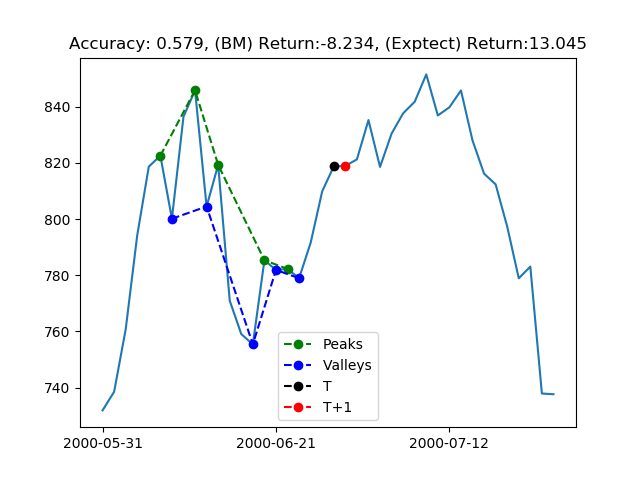 Accuracy: 0.579, (BM) Return:-8.234, (Exptect) Return:13.045
840
820
800
780
760
740
Peaks
Valleys
T
T+1
2000-05-31
2000-06-21
2000-07-12